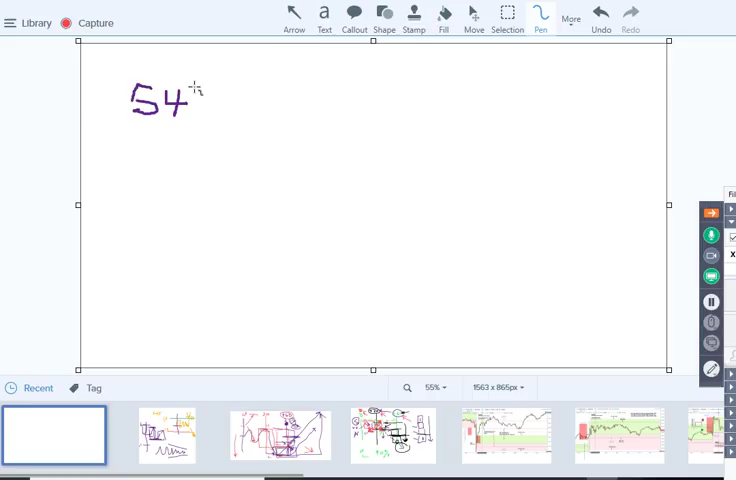 Library
Capture
Arrow
Text
Callout
Shape
Fill
Stamp
Move
Selection
Pen
More
Undo
Redo
54
Recent
Tag
55%
1563 x 865px
Fil
X